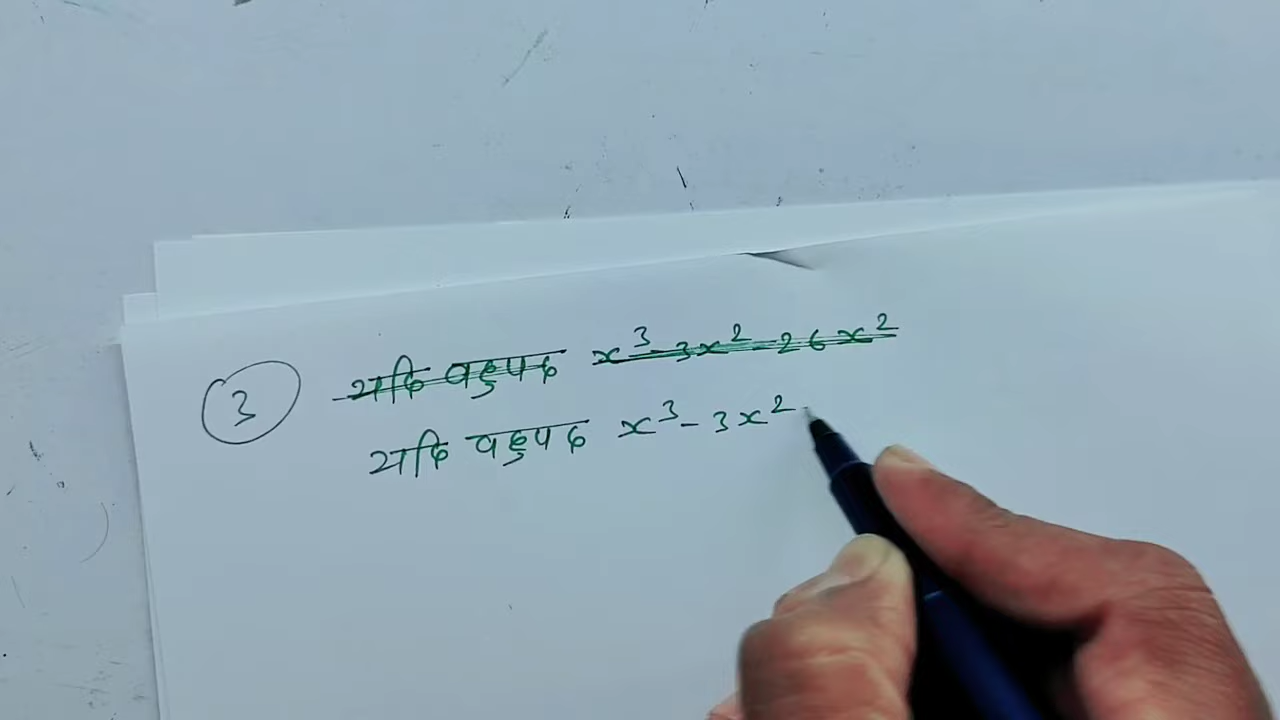 3 यदि बहुपद x³ - 3x² - 26x²
यदि बहुपद x³ - 3x²